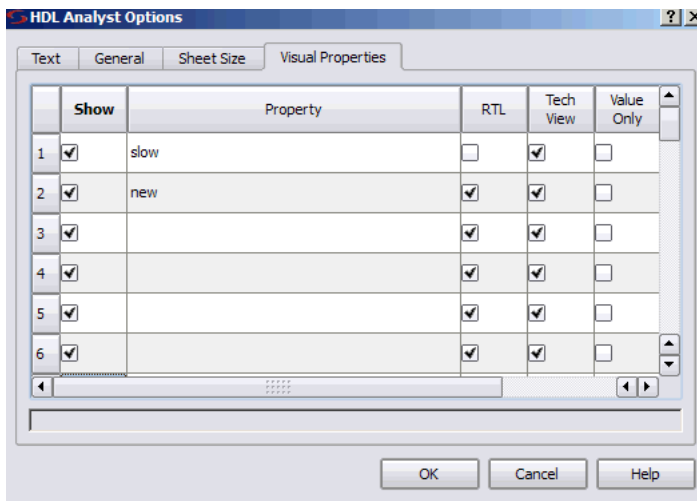 HDL Analyst Options
Text General Sheet Size Visual Properties
Show Property RTL Tech View Value Only
1 slow
2 new
3
4
5
6
OK Cancel Help